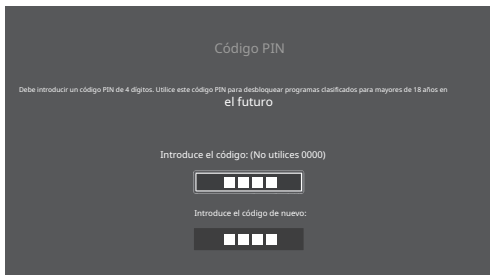 Código PIN
Debe introducir un código PIN de 4 dígitos. Utilice este código PIN para desbloquear programas clasificados para mayores de 18 años en
el futuro
Introduce el código: (No utilices 0000)
Introduce el código de nuevo: